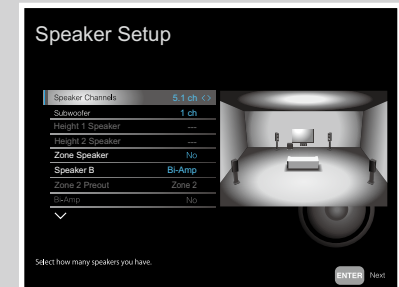 Speaker Setup
Speaker Channels 5.1 ch <>
Subwoofer 1 ch
Height 1 Speaker ---
Height 2 Speaker ---
Zone Speaker No
Speaker B Bi-Amp
Zone 2 Preout Zone 2
Bi-Amp No
Select how many speakers you have.
ENTER Next